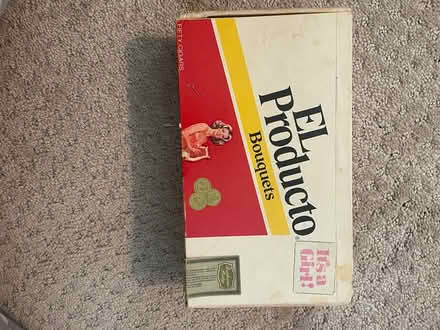 FIFTY CIGARS
EL
Producto®
Bouquets
It's a
Girl!